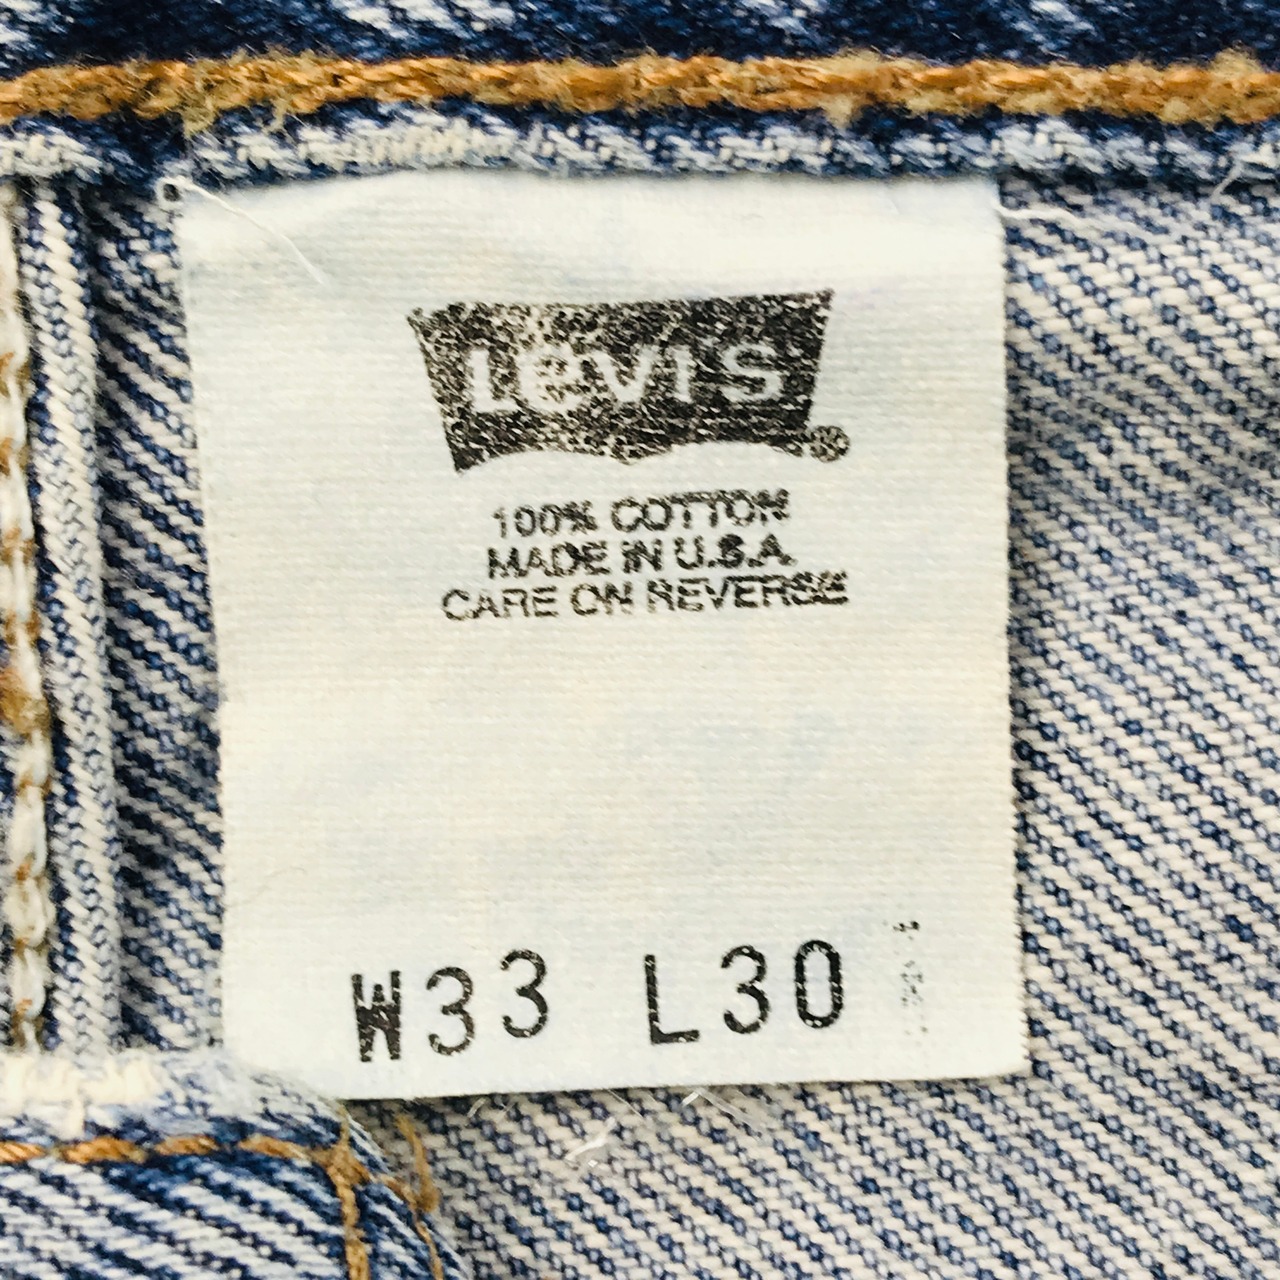 Levi's ®
100% COTTON
MADE IN U.S.A.
CARE ON REVERSE
W33 L30